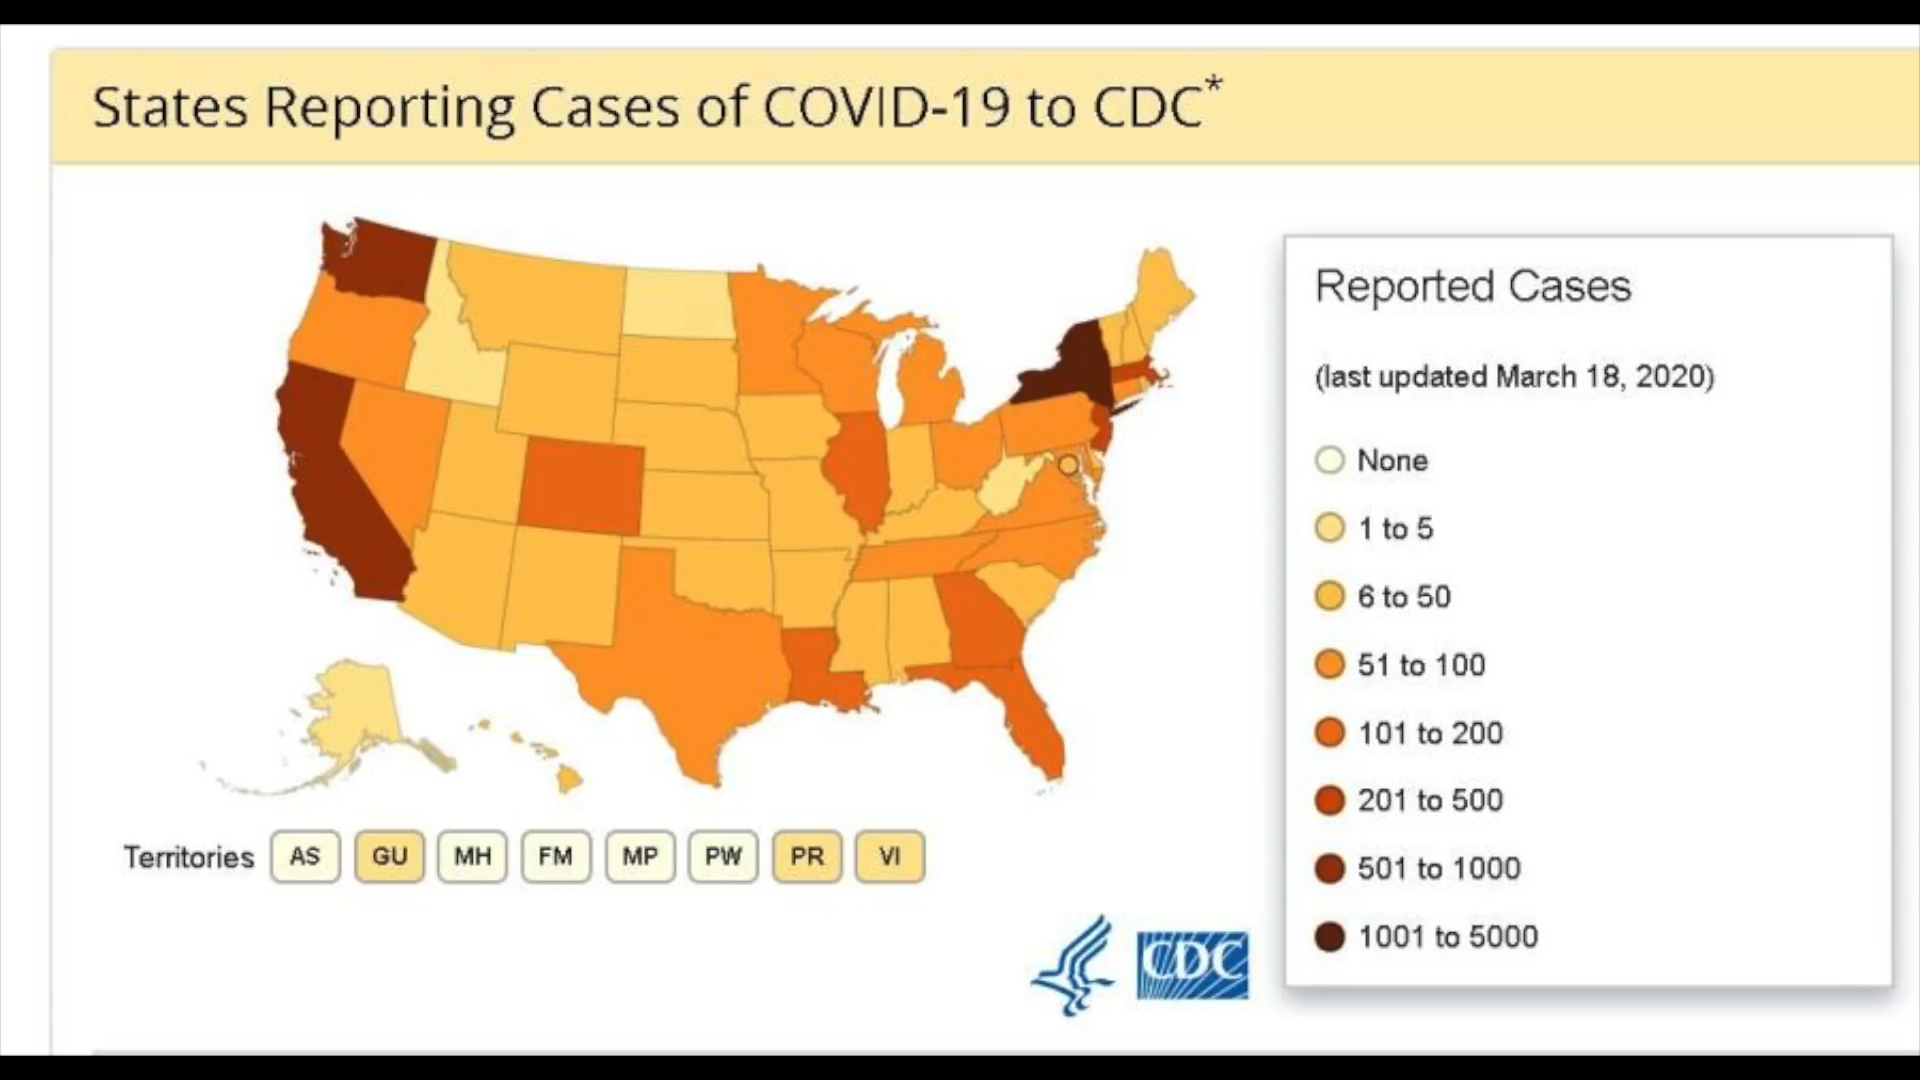 States Reporting Cases of COVID-19 to CDC*
Reported Cases
(last updated March 18, 2020)
None
1 to 5
6 to 50
51 to 100
101 to 200
201 to 500
501 to 1000
1001 to 5000
Territories AS GU MH FM MP PW PR VI
CDC